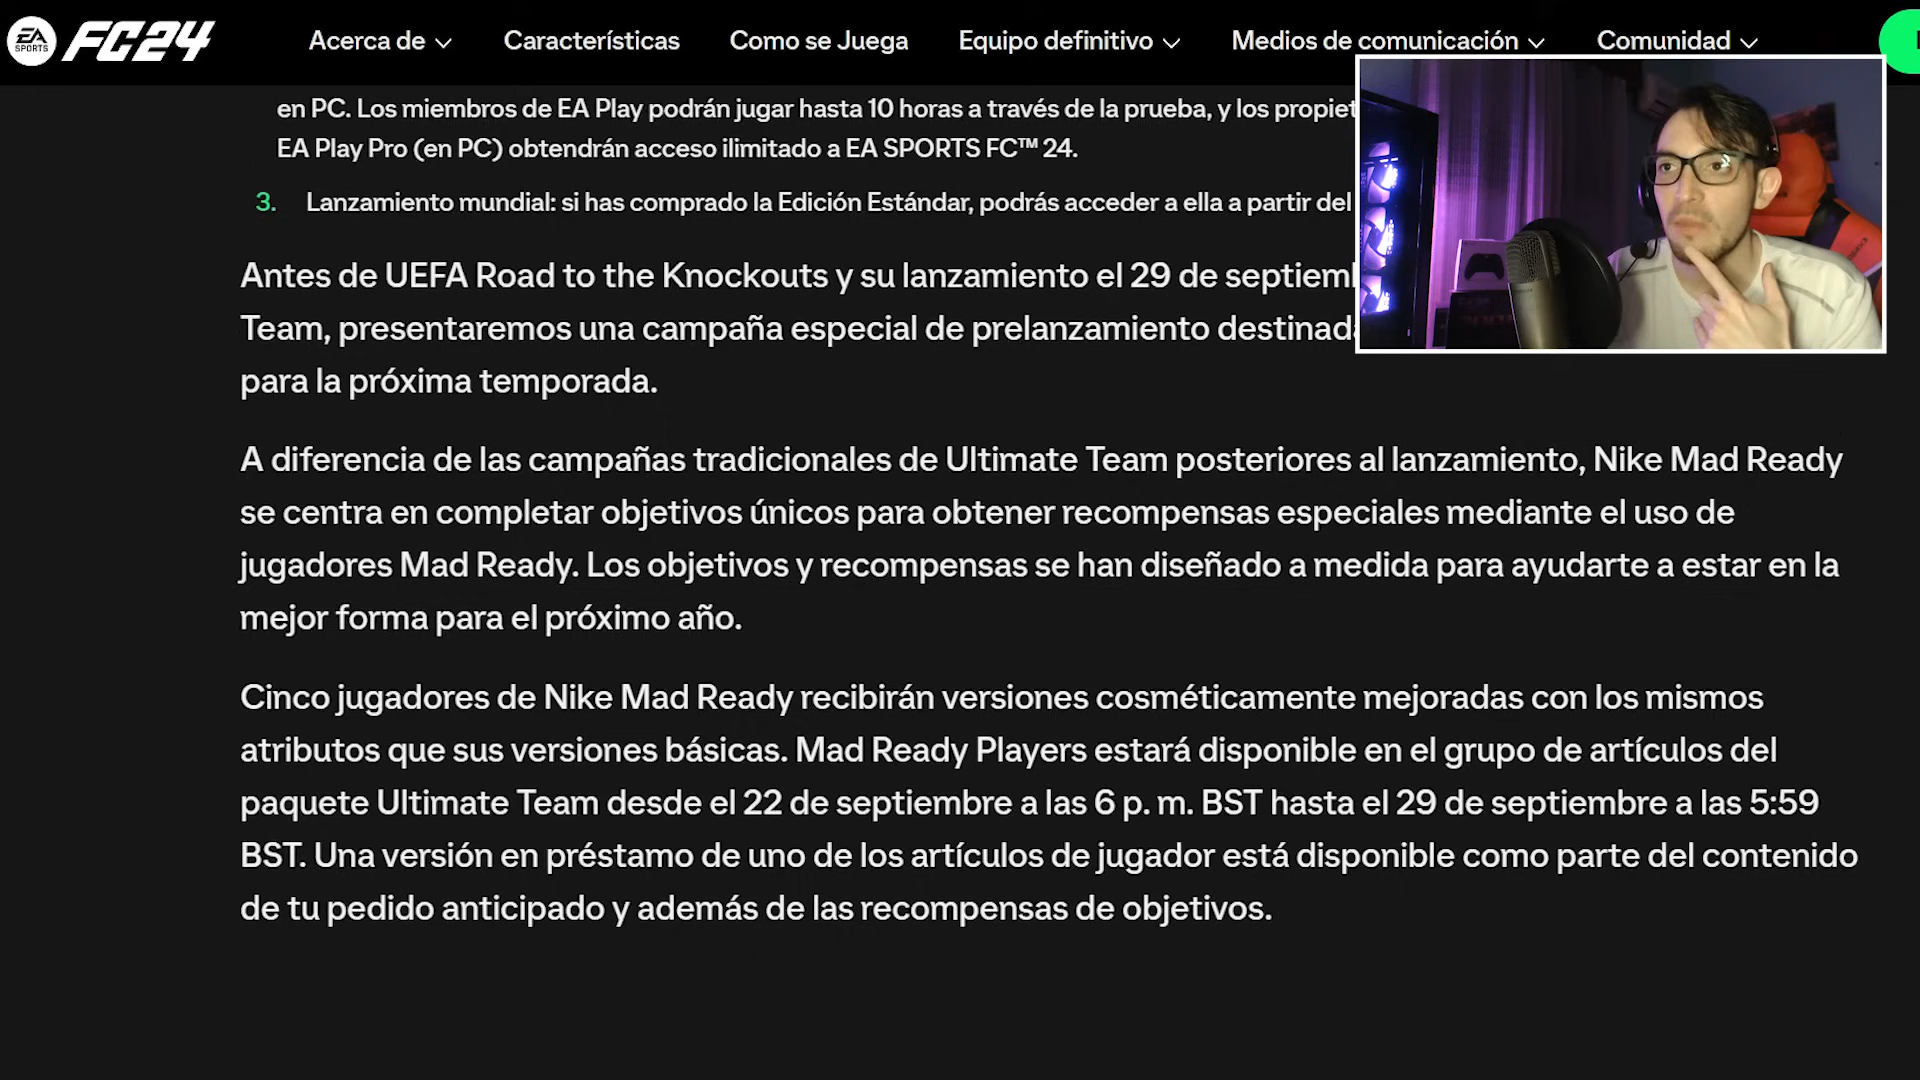 EA SPORTS FC24
Acerca de Características Como se Juega Equipo definitivo Medios de comunicación Comunidad
en PC. Los miembros de EA Play podrán jugar hasta 10 horas a través de la prueba, y los
EA Play Pro (en PC) obtendrán acceso ilimitado a EA SPORTS FC™ 24.
3. Lanzamiento mundial: si has comprado la Edición Estándar, podrás acceder a ella a partir del
Antes de UEFA Road to the Knockouts y su lanzamiento el 29 de
Team, presentaremos una campaña especial de prelanzamiento
para la próxima temporada.
A diferencia de las campañas tradicionales de Ultimate Team posteriores al lanzamiento, Nike Mad Ready
se centra en completar objetivos únicos para obtener recompensas especiales mediante el uso de
jugadores Mad Ready. Los objetivos y recompensas se han diseñado a medida para ayudarte a estar en la
mejor forma para el próximo año.
Cinco jugadores de Nike Mad Ready recibirán versiones cosméticamente mejoradas con los mismos
atributos que sus versiones básicas. Mad Ready Players estará disponible en el grupo de artículos del
paquete Ultimate Team desde el 22 de septiembre a las 6 p. m. BST hasta el 29 de septiembre a las 5:59
BST. Una versión en préstamo de uno de los artículos de jugador está disponible como parte del contenido
de tu pedido anticipado y además de las recompensas de objetivos.